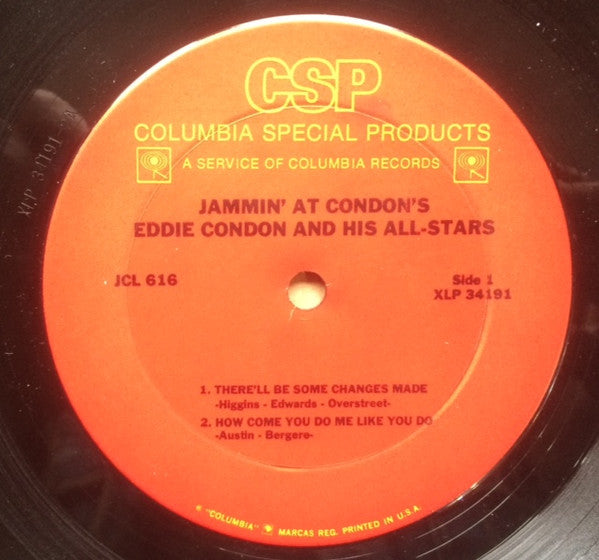 CSP
COLUMBIA SPECIAL PRODUCTS
A SERVICE OF COLUMBIA RECORDS
JAMMIN' AT CONDON'S
EDDIE CONDON AND HIS ALL-STARS
JCL 616
Side 1
XLP 34191
1. THERE'LL BE SOME CHANGES MADE
-Higgins - Edwards - Overstreet-
2. HOW COME YOU DO ME LIKE YOU DO
-Austin - Bergere-
® "COLUMBIA" MARCAS REG. PRINTED IN U.S.A.
XLP 34191